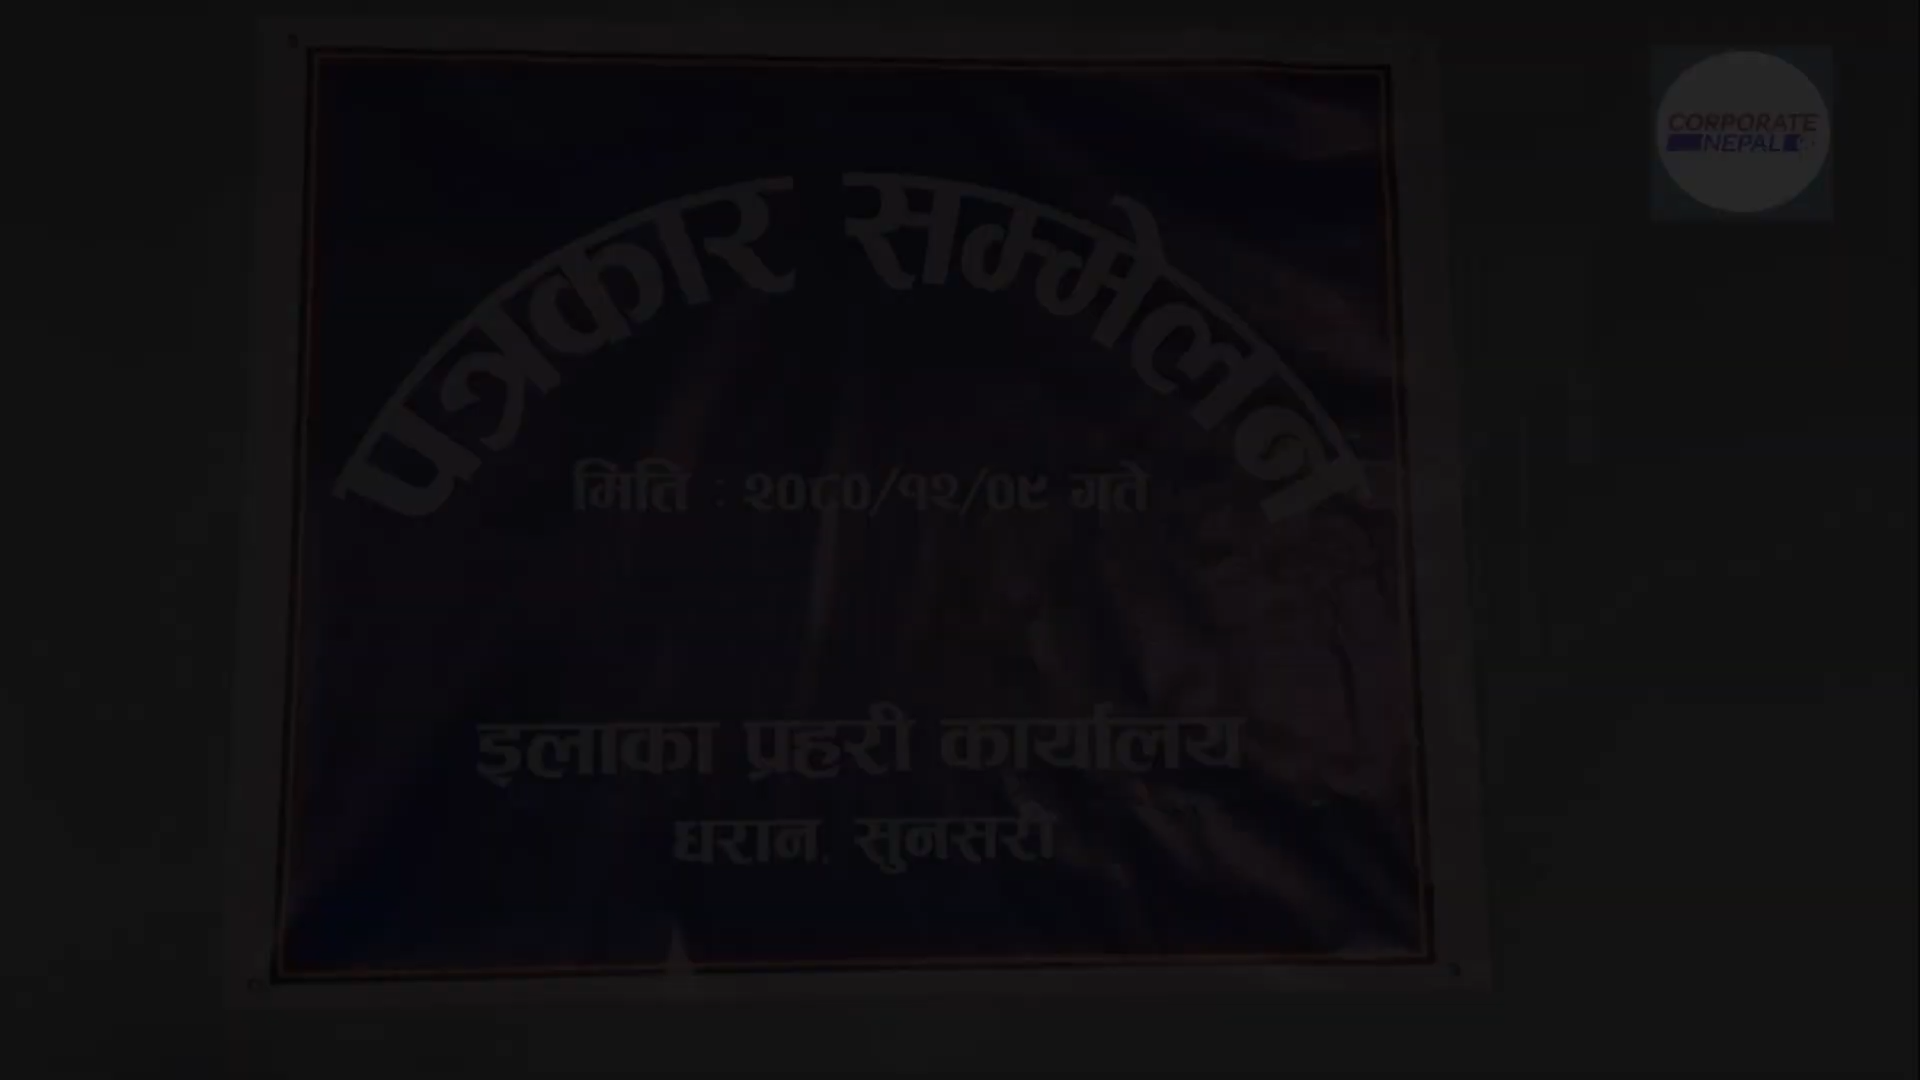 पत्रकार सम्मेलन
मिति : २०८०/१२/०९ गते
इलाका प्रहरी कार्यालय
धरान, सुनसरी
CORPORATE
NEPAL